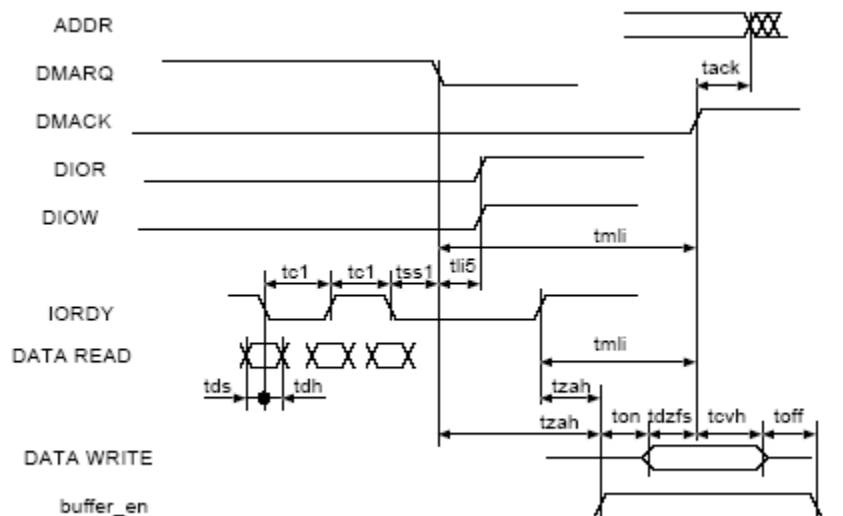 ADDR
tack
DMARQ
DMACK
DIOR
DIOW
tmli
tc1 tc1 tss1 tli5
IORDY
tmli
DATA READ
tds tdh
tzah
tzah ton tdzfs tcvh toff
DATA WRITE
buffer_en